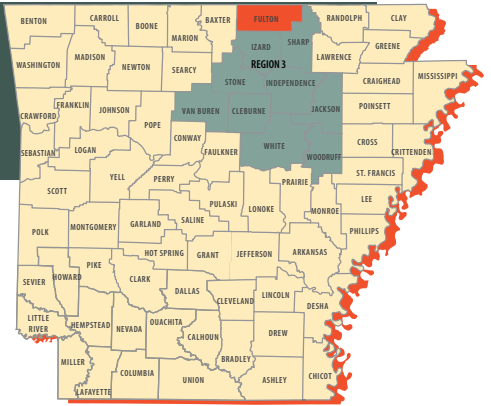 BENTON
CARROLL
BOONE
BAXTER
FULTON
RANDOLPH
CLAY
MARION
IZARD
SHARP
GREENE
WASHINGTON
MADISON
NEWTON
SEARCY
REGION 3
LAWRENCE
STONE
INDEPENDENCE
CRAIGHEAD
MISSISSIPPI
CRAWFORD
FRANKLIN
JOHNSON
POPE
VAN BUREN
CLEBURNE
JACKSON
POINSETT
SEBASTIAN
LOGAN
CONWAY
FAULKNER
WHITE
WOODRUFF
CROSS
CRITTENDEN
SCOTT
YELL
PERRY
PRAIRIE
ST. FRANCIS
PULASKI
LONOKE
MONROE
LEE
POLK
MONTGOMERY
GARLAND
SALINE
PHILLIPS
HOT SPRING
GRANT
JEFFERSON
ARKANSAS
SEVIER
HOWARD
PIKE
CLARK
DALLAS
CLEVELAND
LINCOLN
DESHA
LITTLE
RIVER
HEMPSTEAD
NEVADA
OUACHITA
CALHOUN
DREW
MILLER
COLUMBIA
UNION
BRADLEY
ASHLEY
CHICOT
LAFAYETTE